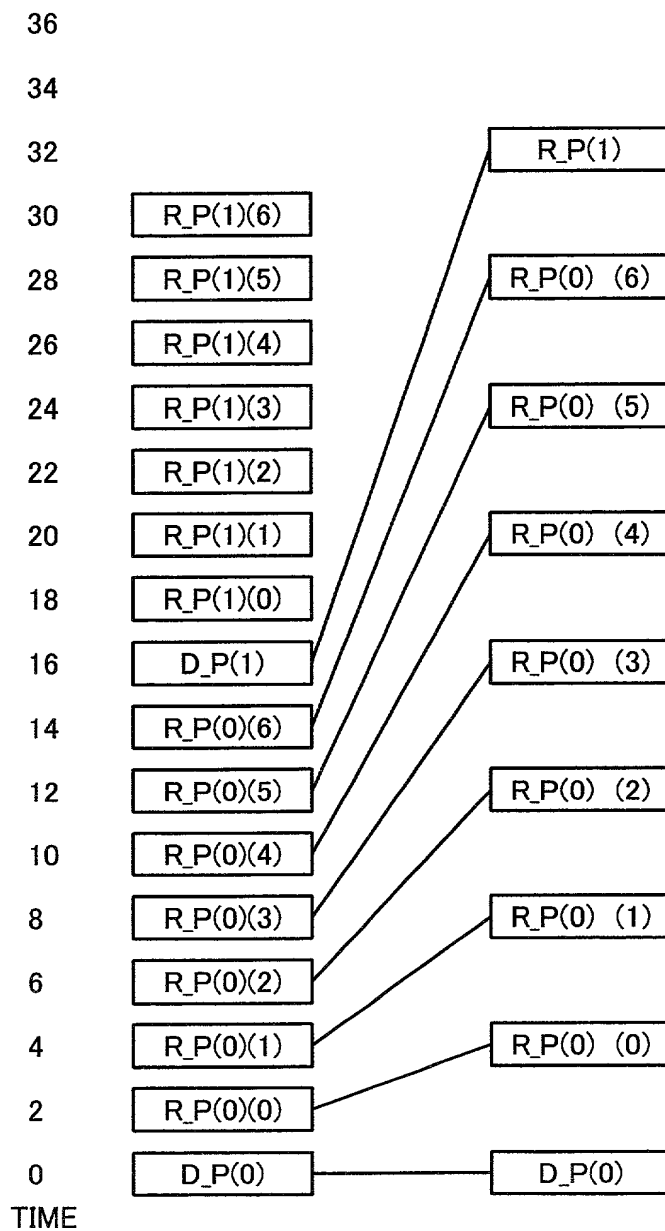 36
34
32 R_P(1)
30 R_P(1)(6)
28 R_P(1)(5) R_P(0) (6)
26 R_P(1)(4)
24 R_P(1)(3) R_P(0) (5)
22 R_P(1)(2)
20 R_P(1)(1) R_P(0) (4)
18 R_P(1)(0)
16 D_P(1) R_P(0) (3)
14 R_P(0)(6)
12 R_P(0)(5) R_P(0) (2)
10 R_P(0)(4)
8 R_P(0)(3) R_P(0) (1)
6 R_P(0)(2)
4 R_P(0)(1) R_P(0) (0)
2 R_P(0)(0)
0 D_P(0) D_P(0)
TIME